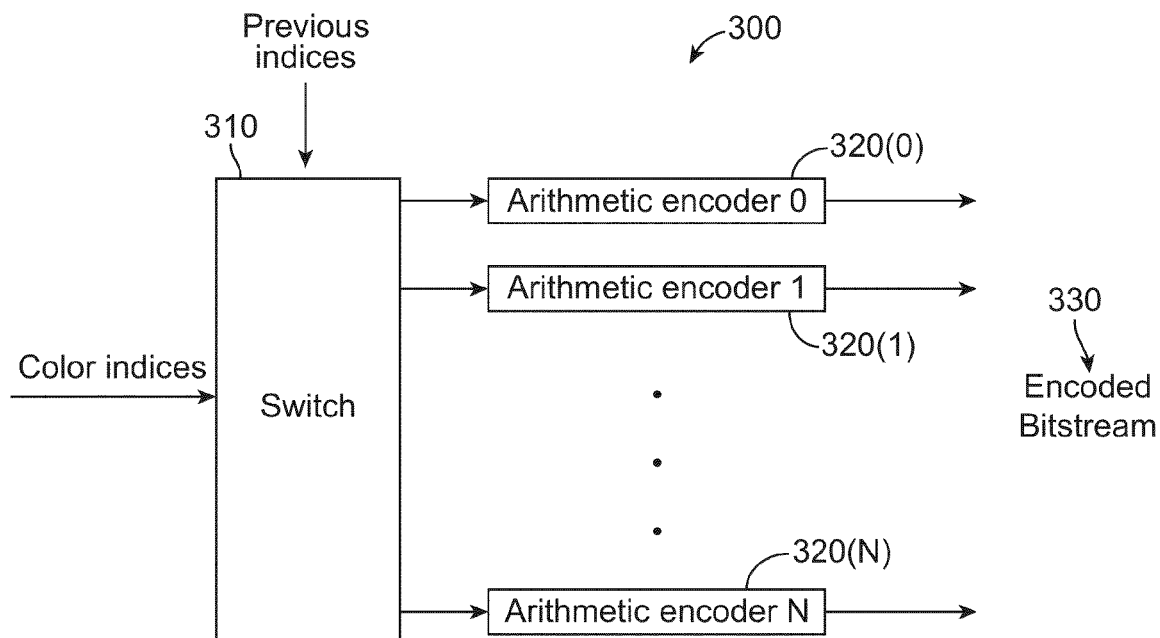 Previous
indices
300
310
320(0)
Arithmetic encoder 0
Arithmetic encoder 1
320(1)
330
Color indices
Switch
Encoded
Bitstream
320(N)
Arithmetic encoder N